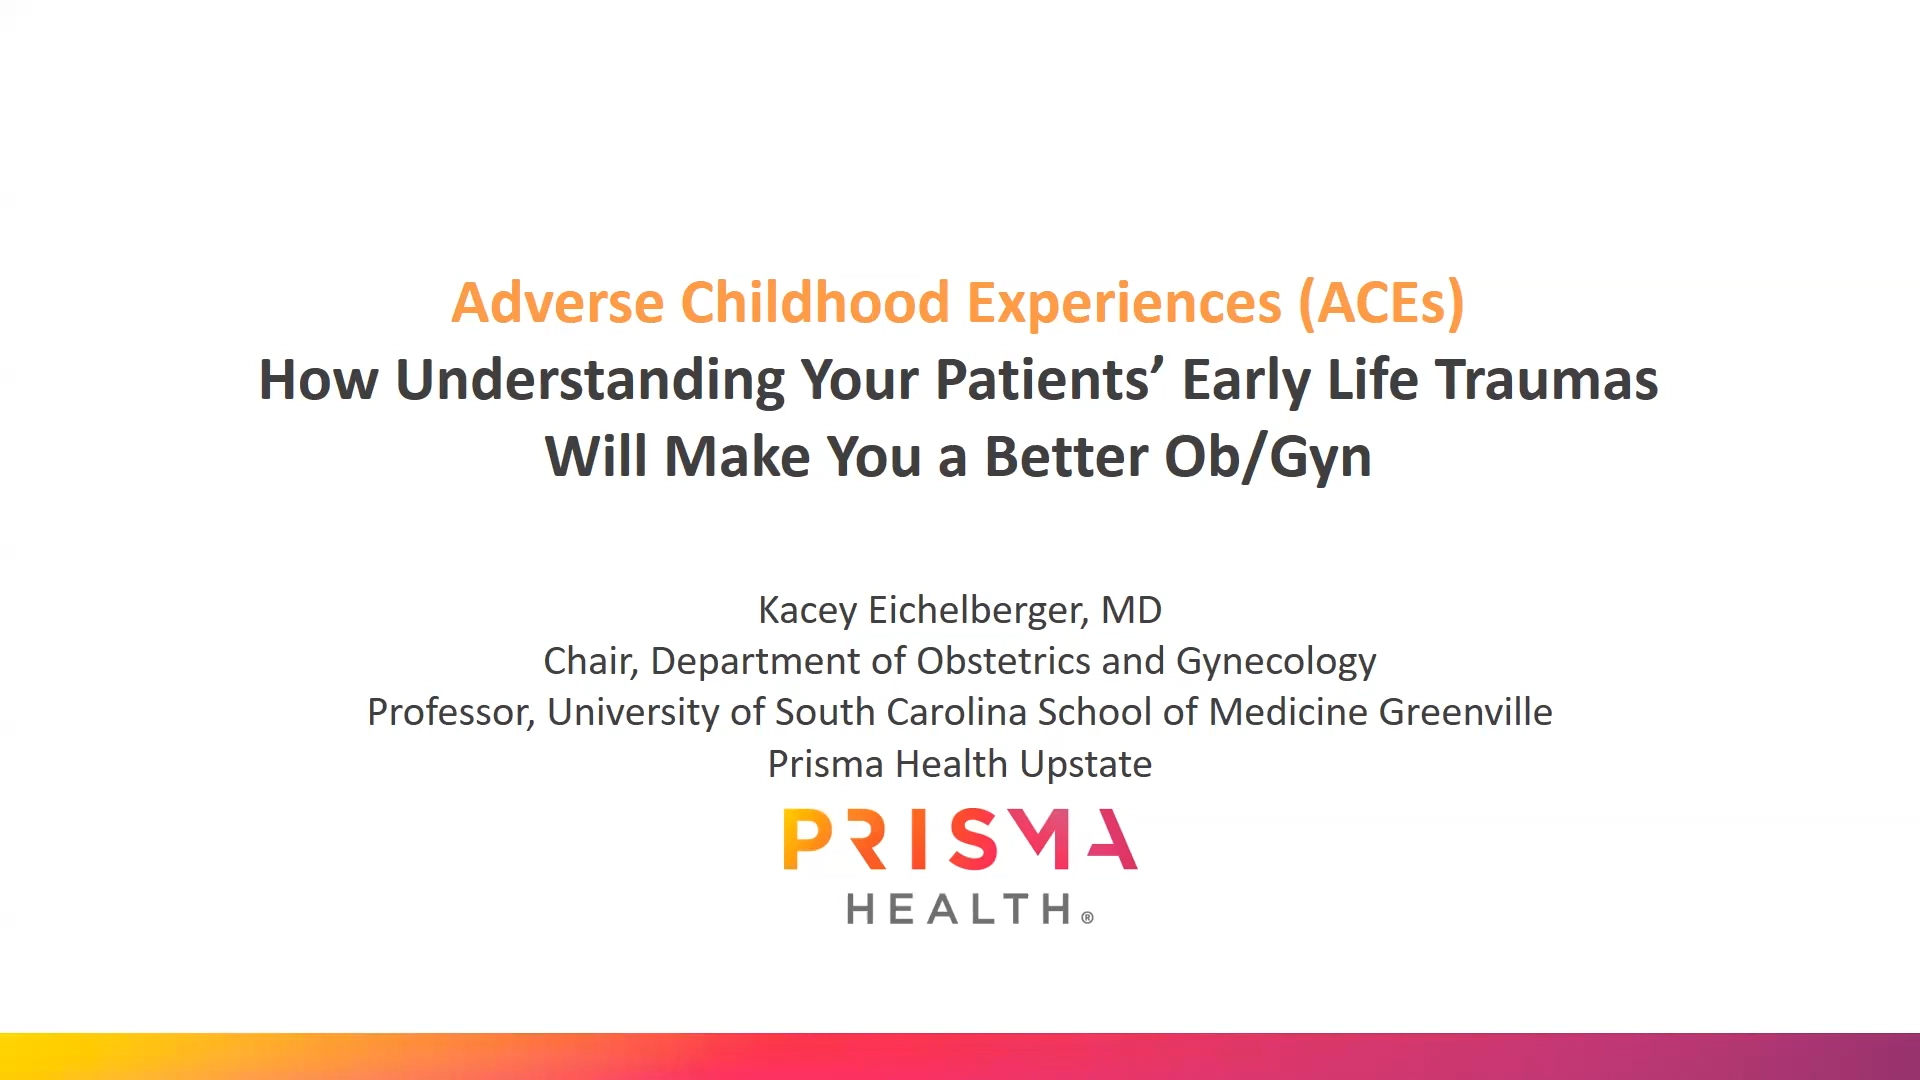 Adverse Childhood Experiences (ACEs)
How Understanding Your Patients’ Early Life Traumas
Will Make You a Better Ob/Gyn
Kacey Eichelberger, MD
Chair, Department of Obstetrics and Gynecology
Professor, University of South Carolina School of Medicine Greenville
Prisma Health Upstate
PRISMA
HEALTH®